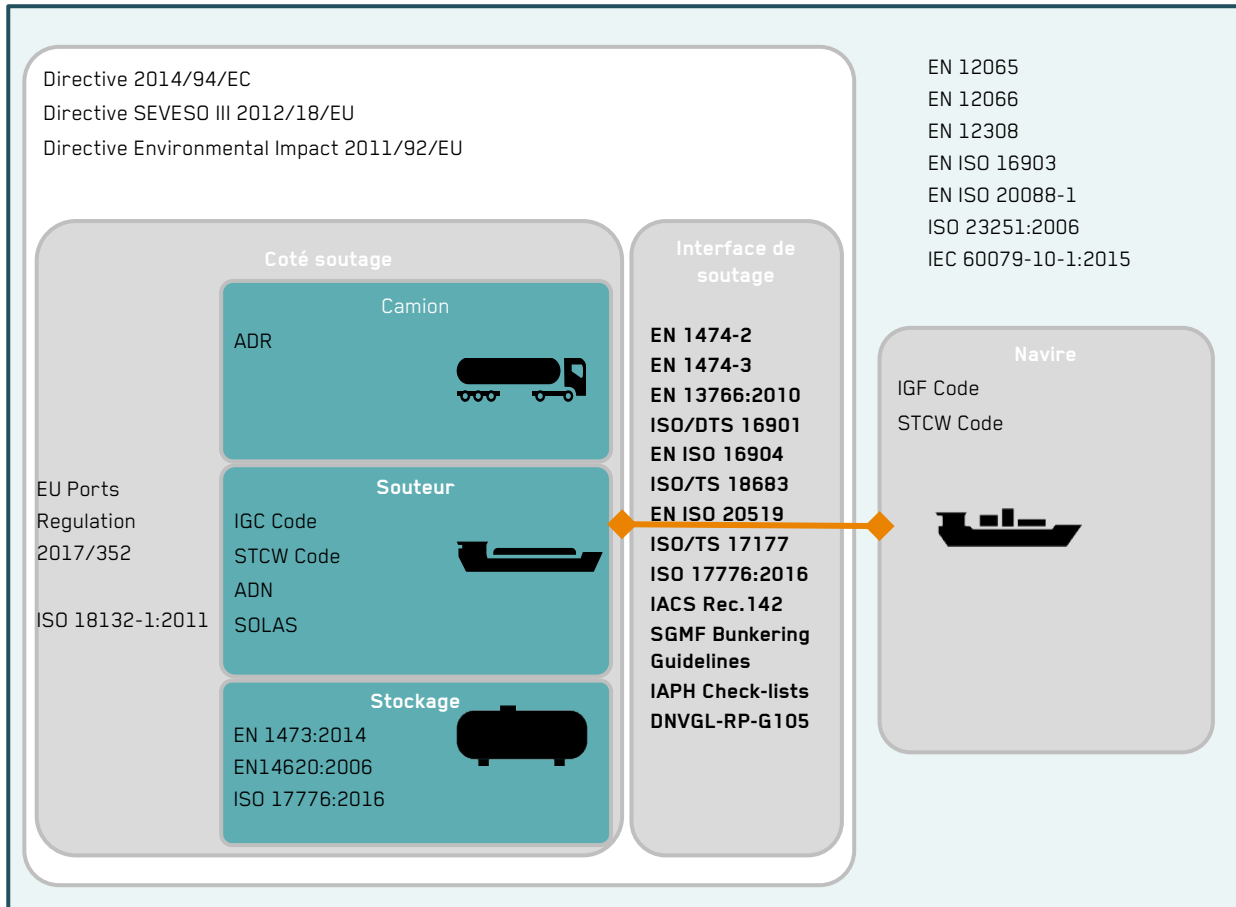 Directive 2014/94/EC
Directive SEVESO III 2012/18/EU
Directive Environmental Impact 2011/92/EU
Coté soutage
EU Ports
Regulation
2017/352
ISO 18132-1:2011
Camion
ADR
Souteur
IGC Code
STCW Code
ADN
SOLAS
Stockage
EN 1473:2014
EN14620:2006
ISO 17776:2016
Interface de
soutage
EN 1474-2
EN 1474-3
EN 13766:2010
ISO/DTS 16901
EN ISO 16904
ISO/TS 18683
EN ISO 20519
ISO/TS 17177
ISO 17776:2016
IACS Rec.142
SGMF Bunkering
Guidelines
IAPH Check-lists
DNVGL-RP-G105
EN 12065
EN 12066
EN 12308
EN ISO 16903
EN ISO 20088-1
ISO 23251:2006
IEC 60079-10-1:2015
Navire
IGF Code
STCW Code